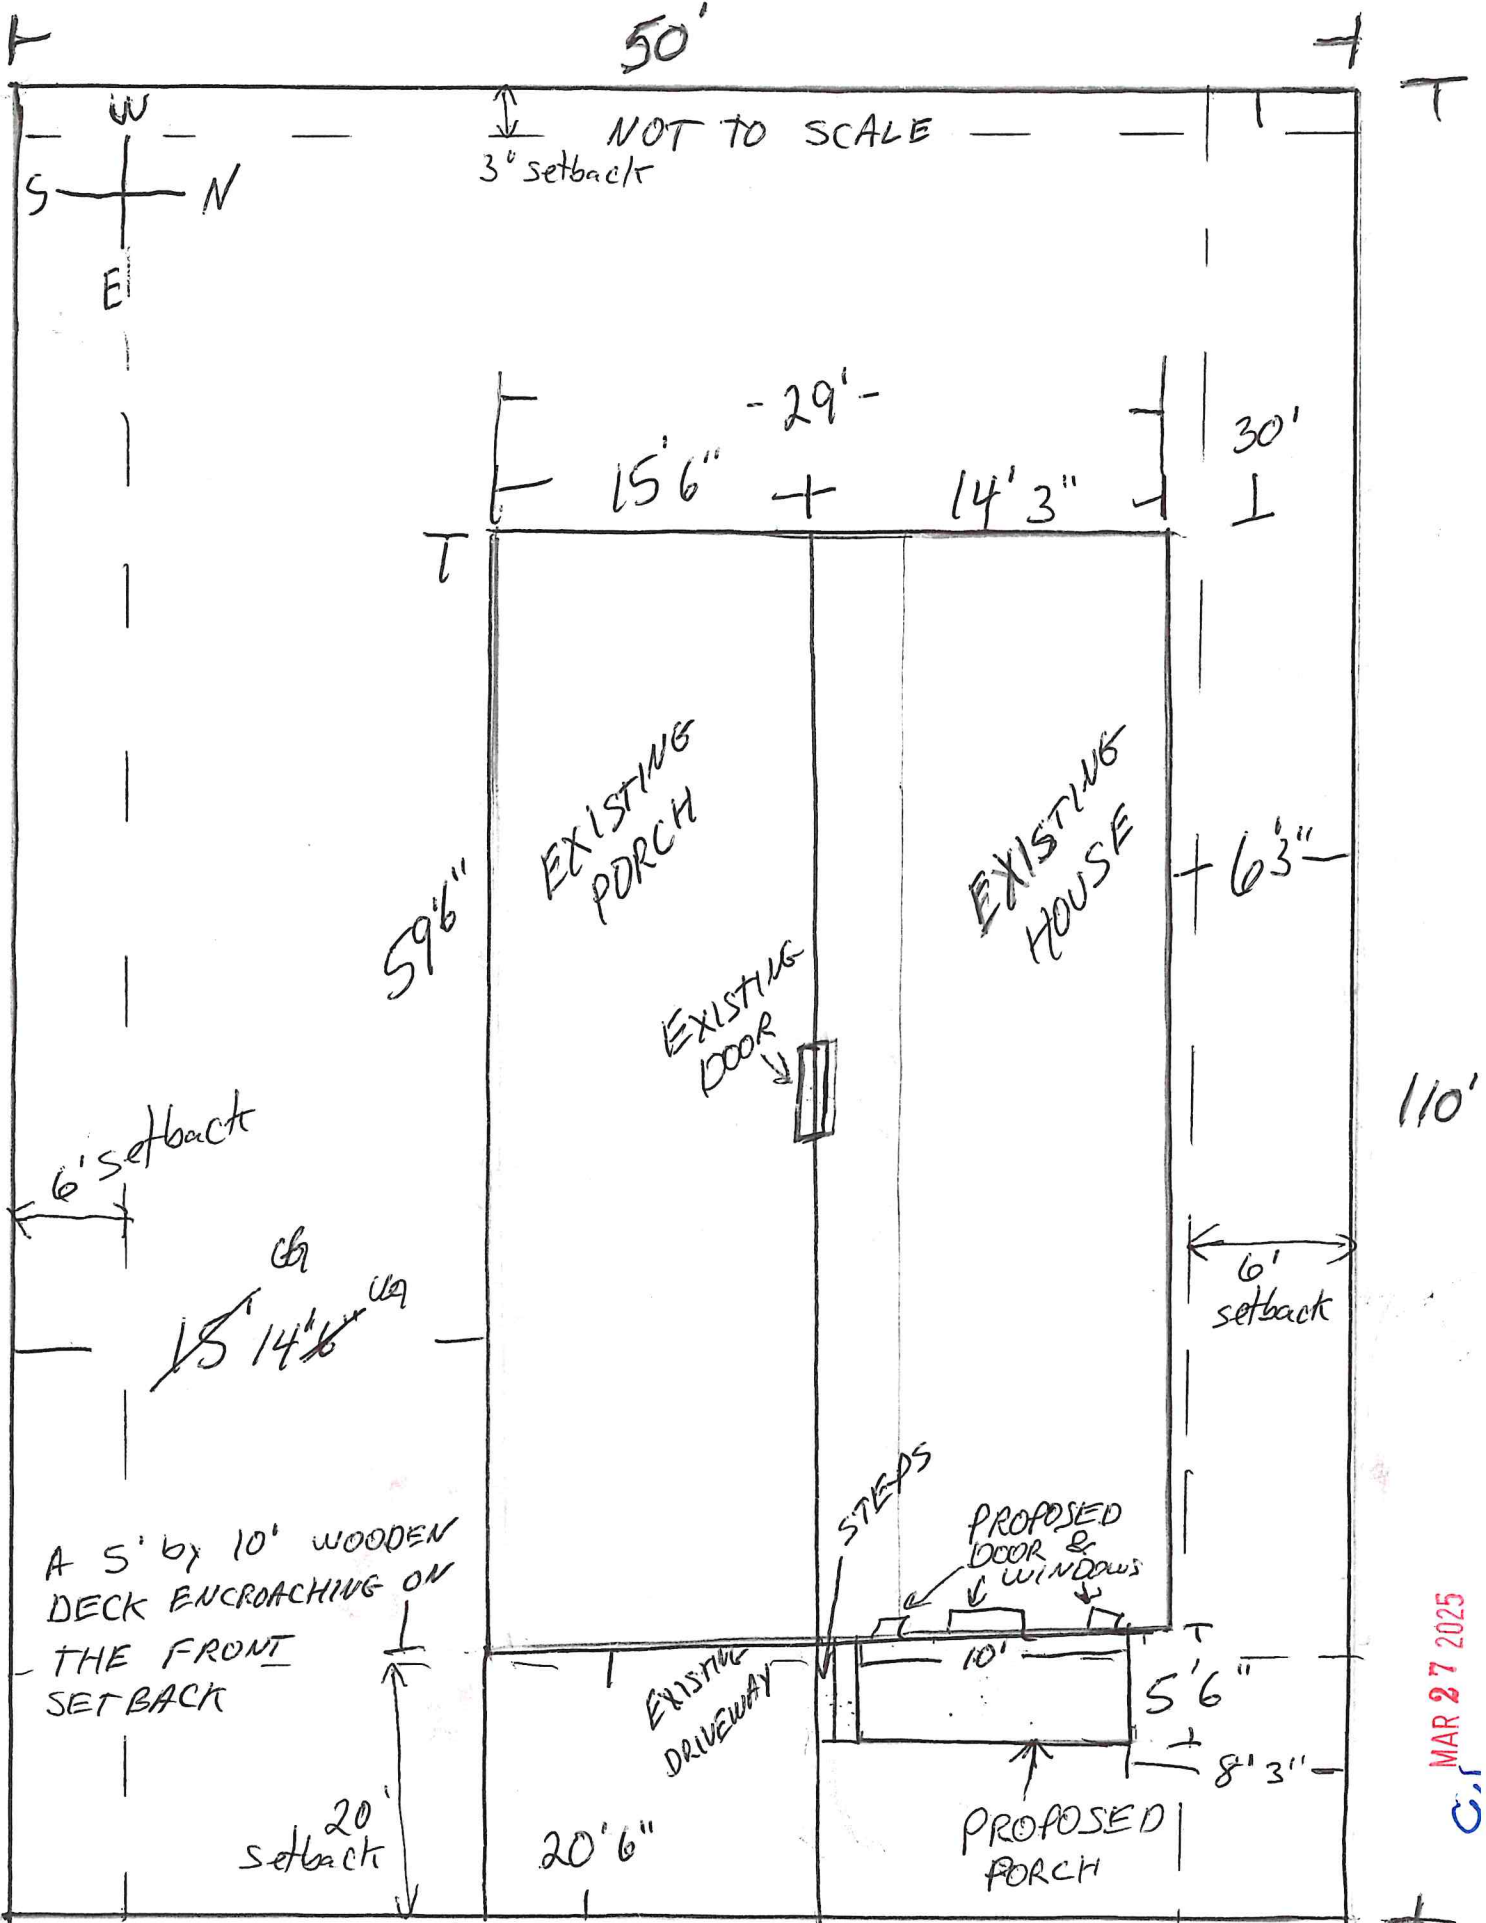 50'
W
NOT TO SCALE
3' setback
S
N
E
- 29' -
30'
15'6"
14' 3"
EXISTING
PORCH
EXISTING
HOUSE
6'3"
59'6"
EXISTING
DOOR
110'
6' setback
6'
setback
15' 14'
STEPS
PROPOSED
DOOR &
WINDOWS
A 5' by 10' WOODEN
DECK ENCROACHING ON
THE FRONT
SETBACK
10'
5'6"
EXISTING
DRIVEWAY
8' 3"
MAR 27 2025
20'
setback
20'6"
PROPOSED
PORCH